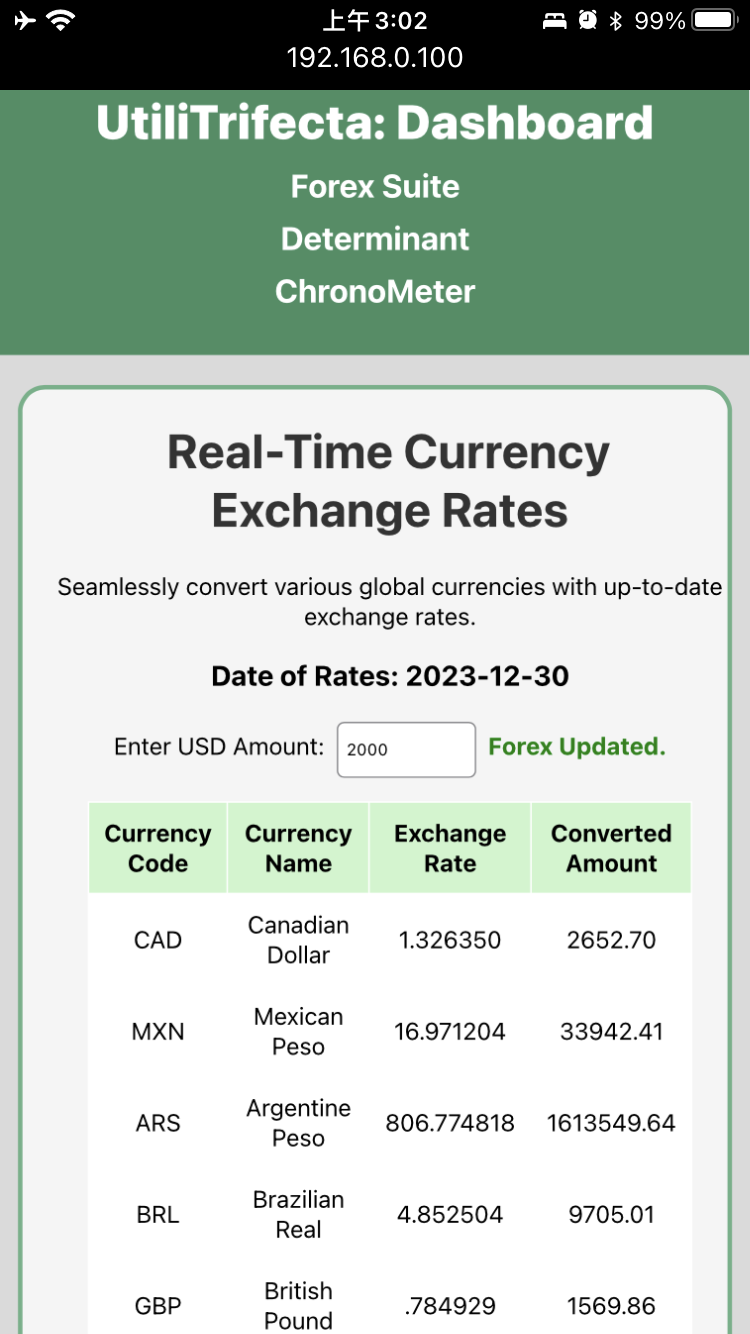 上午3:02
99%
192.168.0.100
UtiliTrifecta: Dashboard
Forex Suite
Determinant
ChronoMeter
Real-Time Currency
Exchange Rates
Seamlessly convert various global currencies with up-to-date
exchange rates.
Date of Rates: 2023-12-30
Enter USD Amount: 2000 Forex Updated.
Currency Code Currency Name Exchange Rate Converted Amount
CAD Canadian Dollar 1.326350 2652.70
MXN Mexican Peso 16.971204 33942.41
ARS Argentine Peso 806.774818 1613549.64
BRL Brazilian Real 4.852504 9705.01
GBP British Pound .784929 1569.86